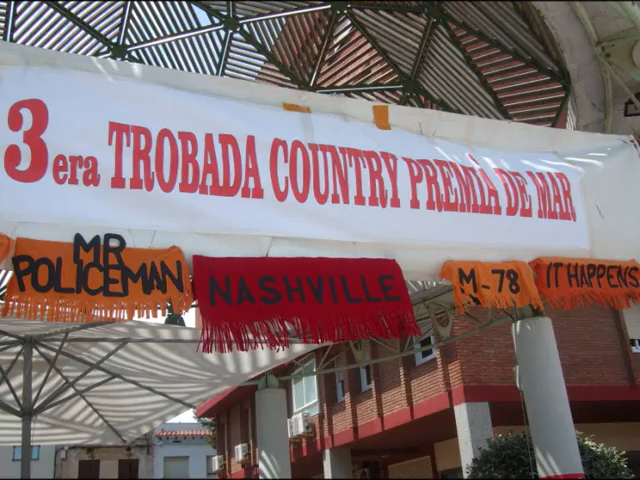 3era TROBADA COUNTRY PREMIÀ DE MAR
MR
POLICEMAN
NASHVILLE
M-78
IT HAPPENS